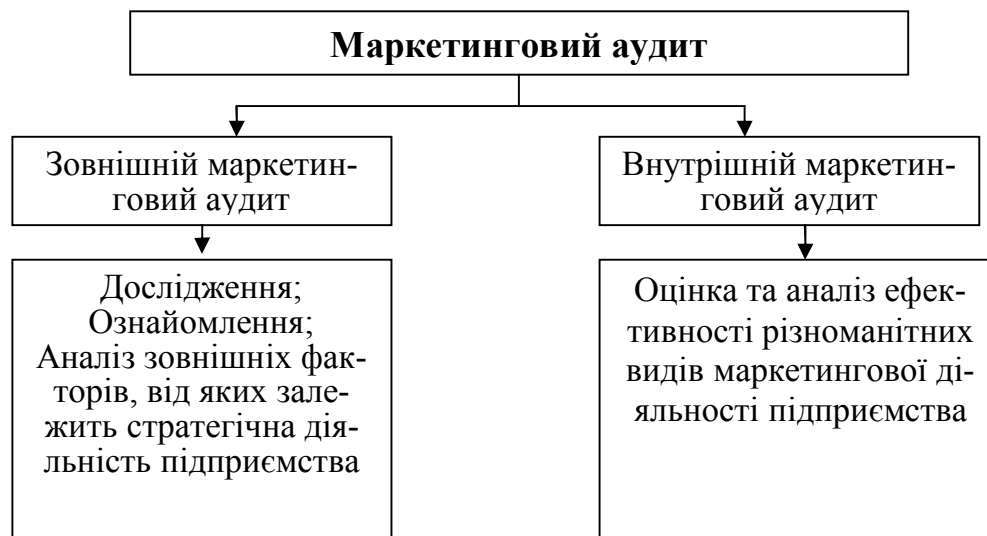 Маркетинговий аудит
Зовнішній маркетин-
говий аудит
Внутрішній маркетин-
говий аудит
Дослідження;
Ознайомлення;
Аналіз зовнішніх фак-
торів, від яких зале-
жить стратегічна дія-
льність підприємства
Оцінка та аналіз ефек-
тивності різноманітних
видів маркетингової ді-
яльності підприємства